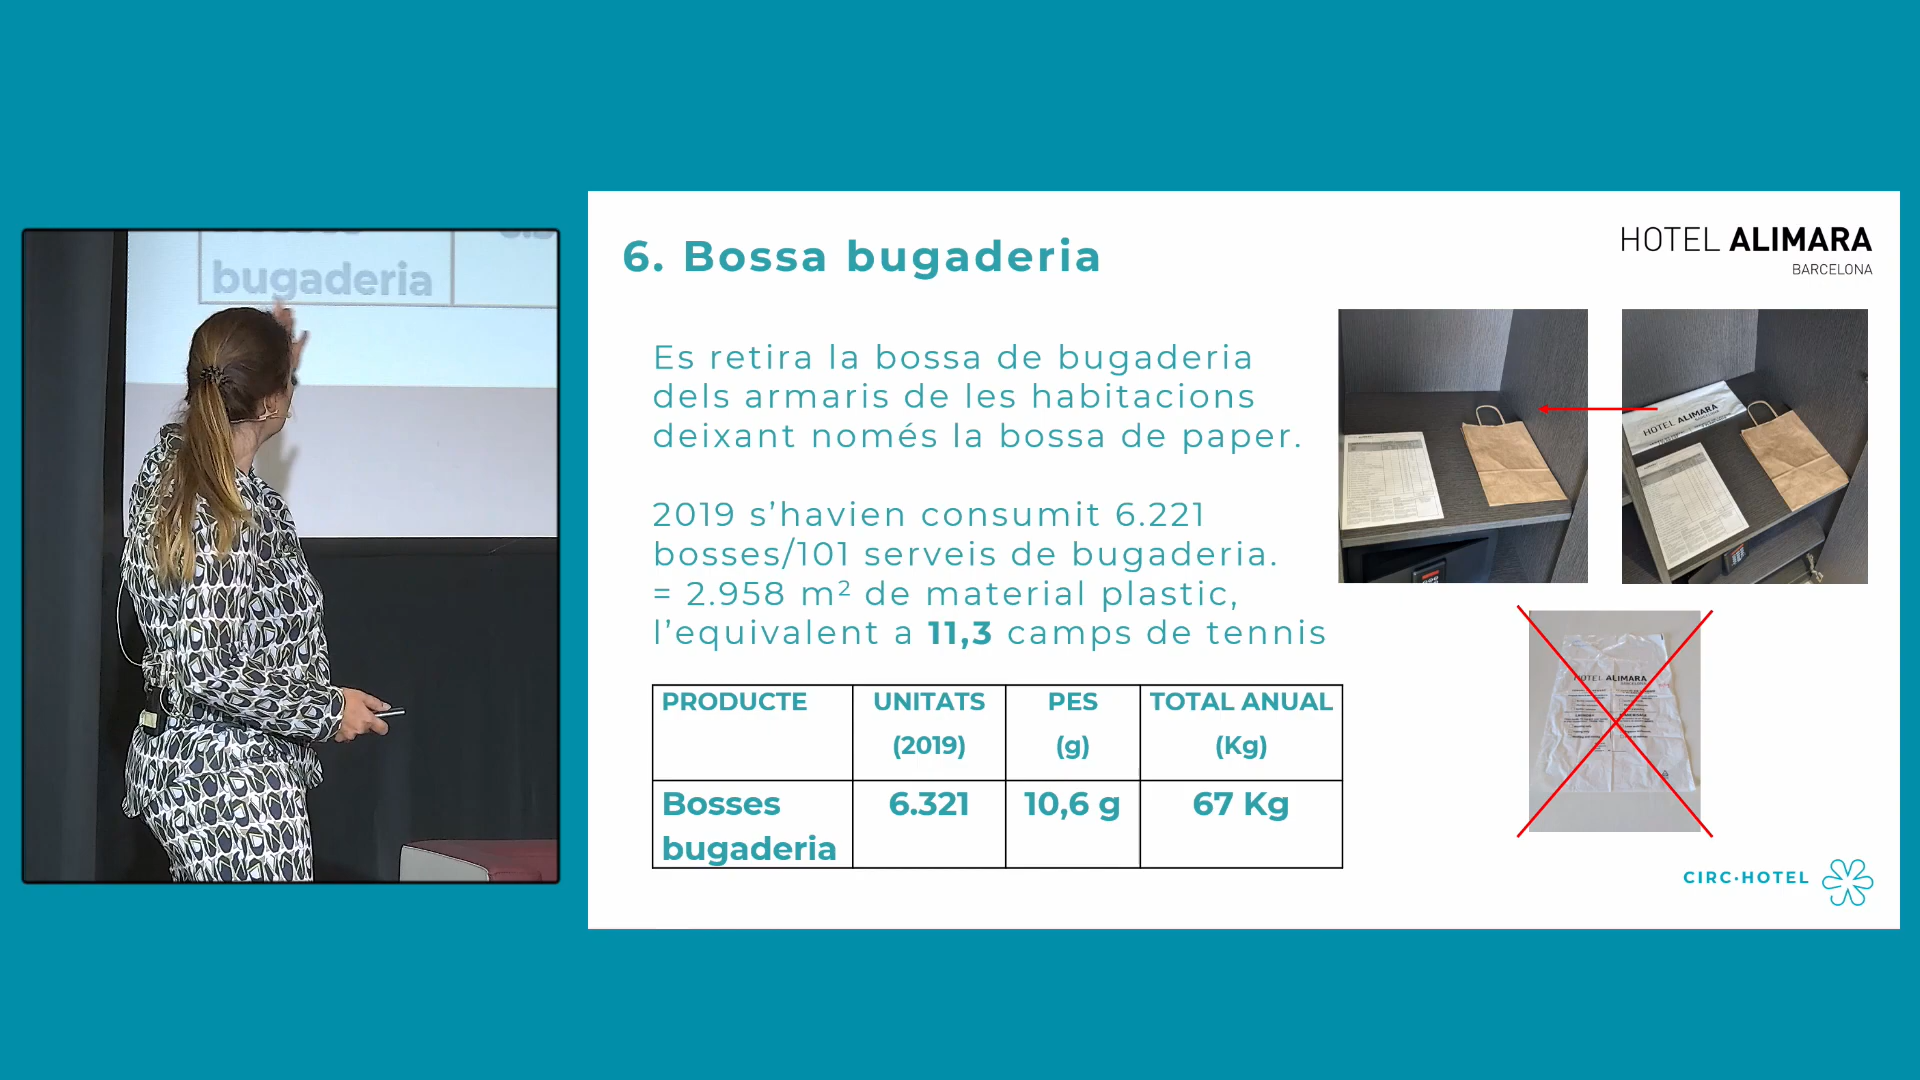 bugaderia
6. Bossa bugaderia
HOTEL ALIMARA
BARCELONA
Es retira la bossa de bugaderia
dels armaris de les habitacions
deixant només la bossa de paper.
2019 s’havien consumit 6.221
bosses/101 serveis de bugaderia.
= 2.958 m² de material plastic,
l’equivalent a 11,3 camps de tennis
PRODUCTE UNITATS (2019) PES (g) TOTAL ANUAL (Kg)
Bosses bugaderia 6.321 10,6 g 67 Kg
HOTEL ALIMARA
HOTEL ALIMARA
BARCELONA
CIRC·HOTEL